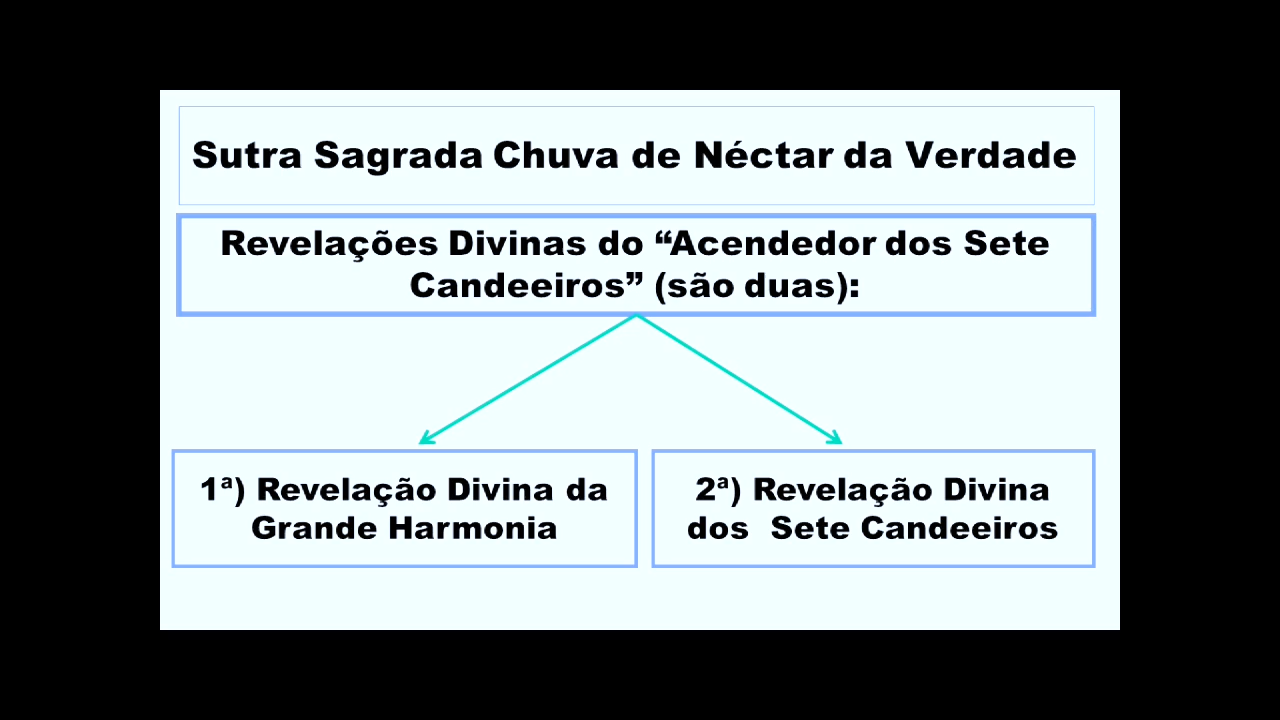 Sutra Sagrada Chuva de Néctar da Verdade
Revelações Divinas do “Acendedor dos Sete
Candeeiros” (são duas):
1ª) Revelação Divina da
Grande Harmonia
2ª) Revelação Divina
dos Sete Candeeiros